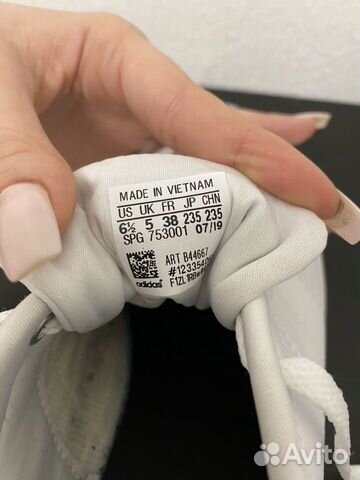 MADE IN VIETNAM
US UK FR JP CHN
6½ 5 38 235 235
SPG 753001 07/19
ART B44667
adidas
Avito